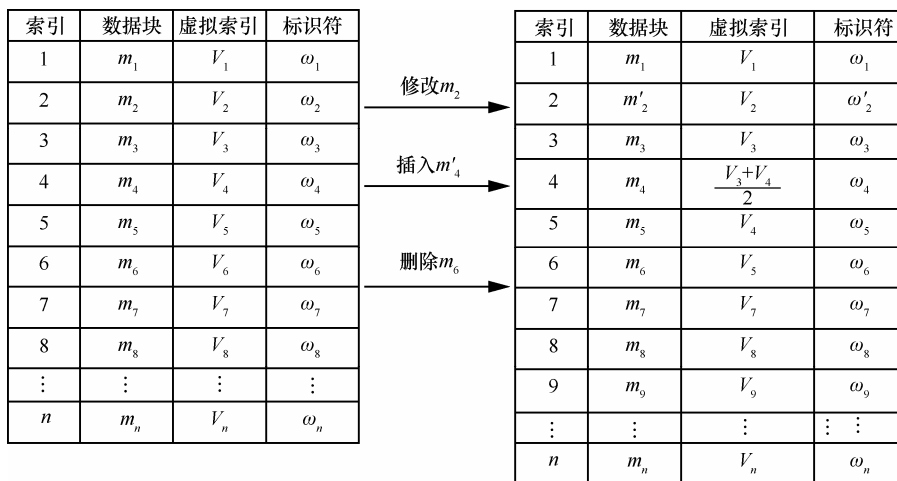 索引 数据块 虚拟索引 标识符
1 m₁ V₁ ω₁
2 m₂ V₂ ω₂
3 m₃ V₃ ω₃
4 m₄ V₄ ω₄
5 m₅ V₅ ω₅
6 m₆ V₆ ω₆
7 m₇ V₇ ω₇
8 m₈ V₈ ω₈
⋮ ⋮ ⋮ ⋮
n mₙ Vₙ ωₙ
修改m₂
插入m′₄
删除m₆
索引 数据块 虚拟索引 标识符
1 m₁ V₁ ω₁
2 m′₂ V₂ ω′₂
3 m₃ V₃ ω₃
4 m₄ (V₃+V₄)/2 ω₄
5 m₅ V₄ ω₅
6 m₆ V₅ ω₆
7 m₇ V₇ ω₇
8 m₈ V₈ ω₈
9 m₉ V₉ ω₉
⋮ ⋮ ⋮ ⋮ ⋮
n mₙ Vₙ ωₙ